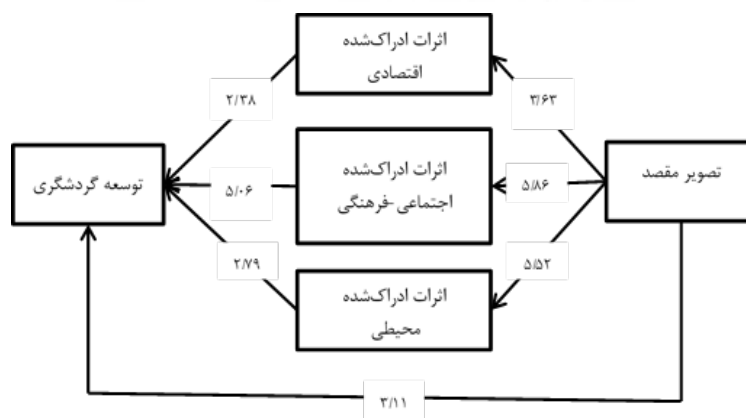 اثرات ادراک‌شده
اقتصادی
۳/۶۳
۲/۳۸
تصویر مقصد
۵/۸۶
اثرات ادراک‌شده
اجتماعی-فرهنگی
۵/۰۶
توسعه گردشگری
۵/۵۲
۲/۷۹
اثرات ادراک‌شده
محیطی
۳/۱۱